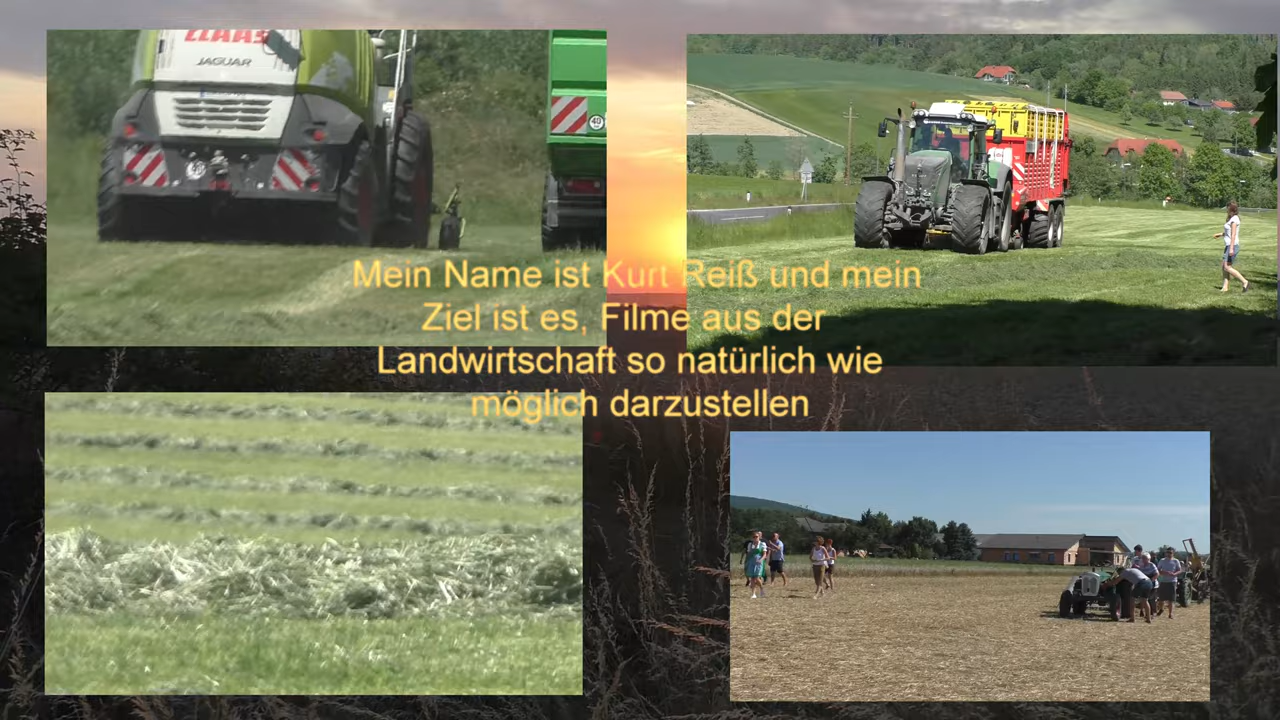 CLAAS
JAGUAR
40
Mein Name ist Kurt Reiß und mein
Ziel ist es, Filme aus der
Landwirtschaft so natürlich wie
möglich darzustellen